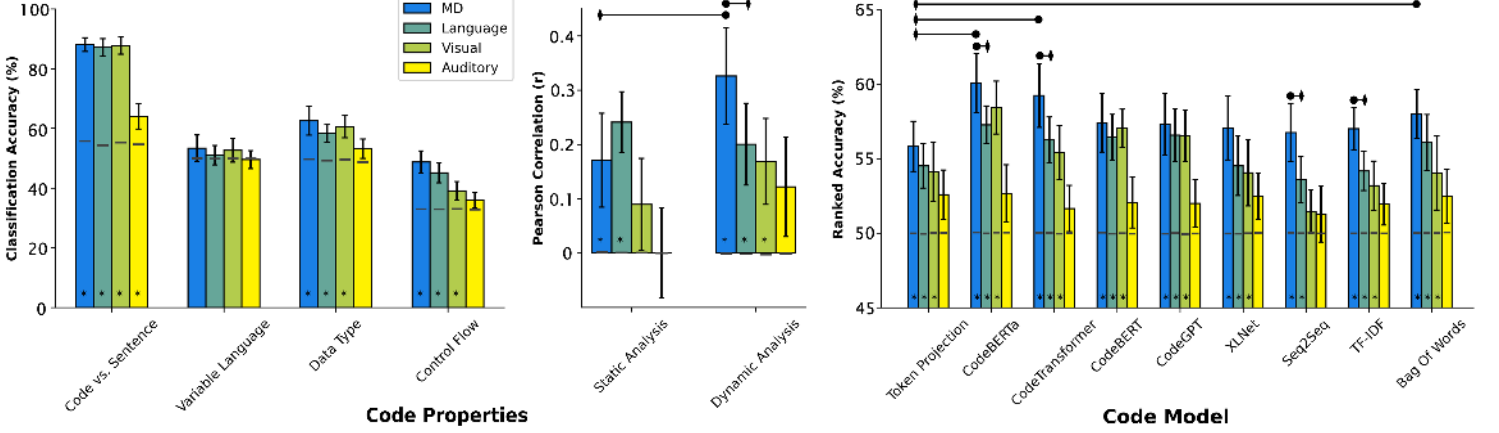 MD
Language
Visual
Auditory
Classification Accuracy (%)
100
80
60
40
20
0
Code vs. Sentence
Variable Language
Data Type
Control Flow
Pearson Correlation (r)
0.4
0.3
0.2
0.1
0
Static Analysis
Dynamic Analysis
Code Properties
Ranked Accuracy (%)
65
60
55
50
45
Token Projection
CodeBERTa
CodeTransformer
CodeBERT
CodeGPT
XLNet
Seq2Seq
TF-IDF
Bag Of Words
Code Model